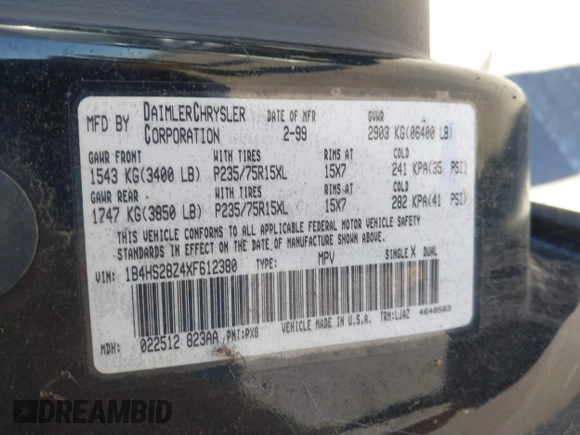 MFD BY DAIMLERCHRYSLER CORPORATION DATE OF MFR 2-99 GVWR 2903 KG(06400 LB)
GAWR FRONT WITH TIRES RIMS AT COLD
1543 KG(3400 LB) P235/75R15XL 15X7 241 KPA(35 PSI)
GAWR REAR WITH TIRES RIMS AT COLD
1747 KG(3850 LB) P235/75R15XL 15X7 282 KPA(41 PSI)
THIS VEHICLE CONFORMS TO ALL APPLICABLE FEDERAL MOTOR VEHICLE SAFETY
STANDARDS IN EFFECT ON THE DATE OF MANUFACTURE SHOWN ABOVE.
VIN: 1B4HS28Z4XF612380 TYPE: MPV SINGLE X DUAL
MDH: 022512 823AA PNT:PX8 VEHICLE MADE IN U.S.A. TRM:LJAZ 4648503
DREAMBID